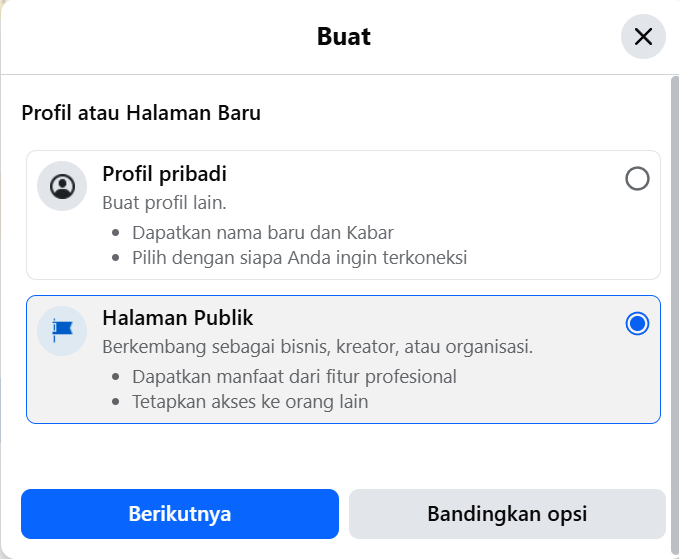 Buat
Profil atau Halaman Baru
Profil pribadi
Buat profil lain.
Dapatkan nama baru dan Kabar
Pilih dengan siapa Anda ingin terkoneksi
Halaman Publik
Berkembang sebagai bisnis, kreator, atau organisasi.
Dapatkan manfaat dari fitur profesional
Tetapkan akses ke orang lain
Berikutnya
Bandingkan opsi